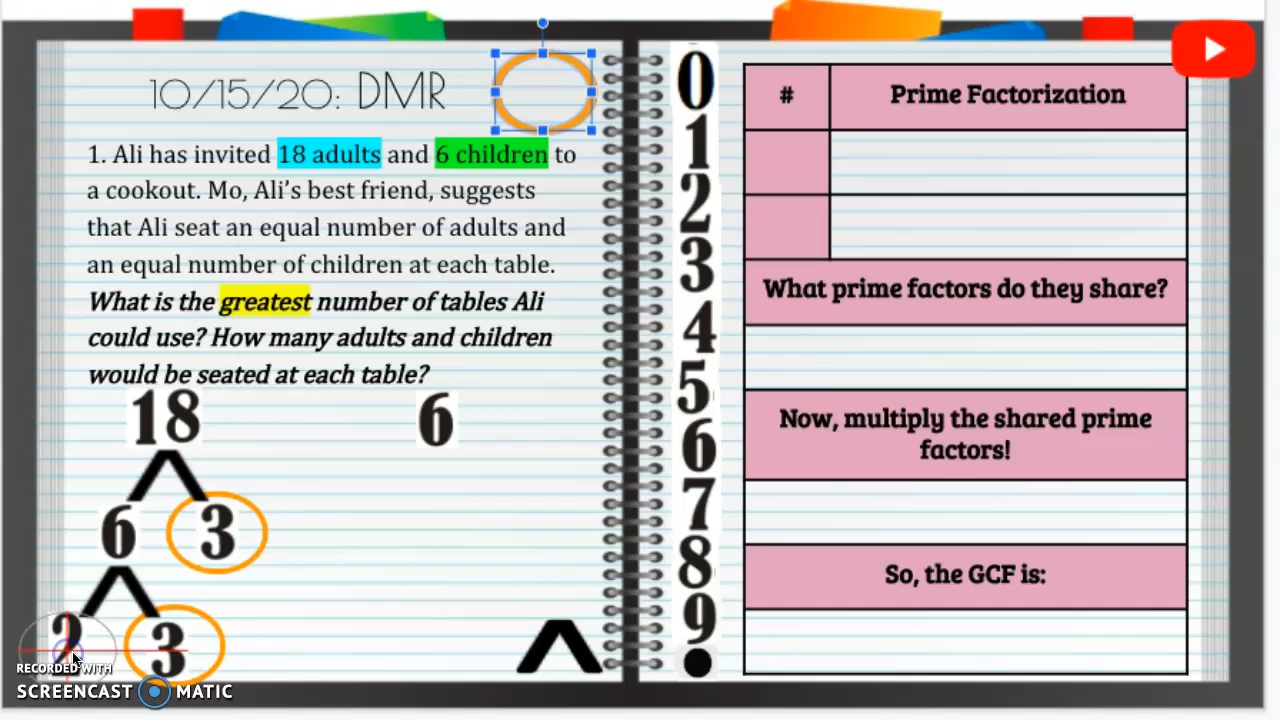 10/15/20: DMR
1. Ali has invited 18 adults and 6 children to
a cookout. Mo, Ali's best friend, suggests
that Ali seat an equal number of adults and
an equal number of children at each table.
What is the greatest number of tables Ali
could use? How many adults and children
would be seated at each table?
18 6
6 3
2 3
RECORDED WITH
SCREENCAST MATIC
0
1
2
3
4
5
6
7
8
9
# Prime Factorization
What prime factors do they share?
Now, multiply the shared prime
factors!
So, the GCF is: